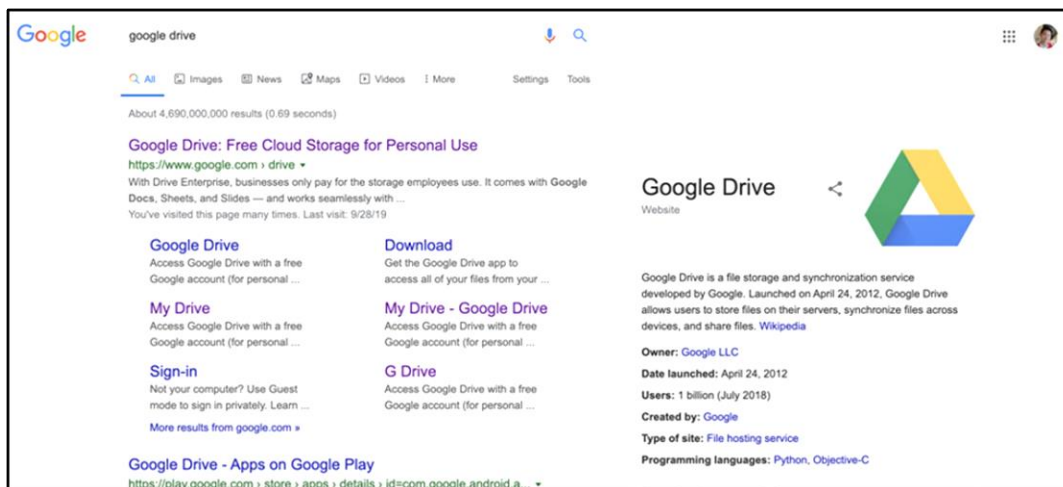 Google
google drive
All Images News Maps Videos More Settings Tools
About 4,690,000,000 results (0.69 seconds)
Google Drive: Free Cloud Storage for Personal Use
https://www.google.com › drive
With Drive Enterprise, businesses only pay for the storage employees use. It comes with Google
Docs, Sheets, and Slides — and works seamlessly with ...
You've visited this page many times. Last visit: 9/28/19
Google Drive
Access Google Drive with a free
Google account (for personal ...
Download
Get the Google Drive app to
access all of your files from your ...
My Drive
Access Google Drive with a free
Google account (for personal ...
My Drive - Google Drive
Access Google Drive with a free
Google account (for personal ...
Sign-in
Not your computer? Use Guest
mode to sign in privately. Learn ...
G Drive
Access Google Drive with a free
Google account (for personal ...
More results from google.com »
Google Drive - Apps on Google Play
https://play.google.com › store › apps › details › id=com.google.android.a...
Google Drive
Website
Google Drive is a file storage and synchronization service
developed by Google. Launched on April 24, 2012, Google Drive
allows users to store files on their servers, synchronize files across
devices, and share files. Wikipedia
Owner: Google LLC
Date launched: April 24, 2012
Users: 1 billion (July 2018)
Created by: Google
Type of site: File hosting service
Programming languages: Python, Objective-C